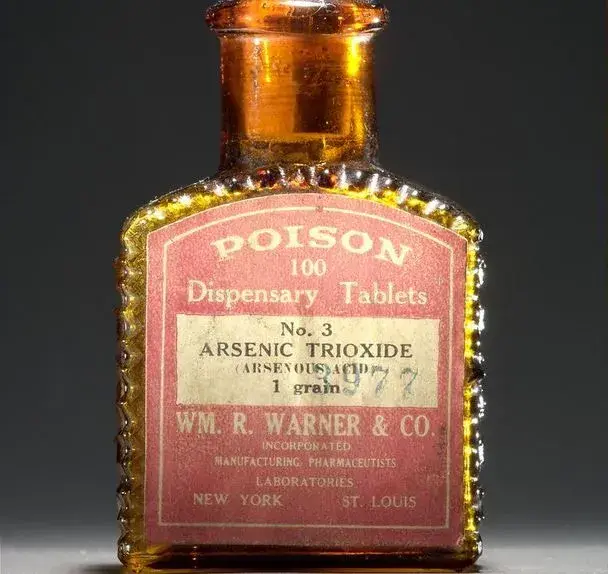 POISON
100
Dispensary Tablets
No. 3
ARSENIC TRIOXIDE
(ARSENOUS ACID)
1 grain 3977
WM. R. WARNER & CO.
INCORPORATED
MANUFACTURING PHARMACEUTISTS
LABORATORIES
NEW YORK ST. LOUIS